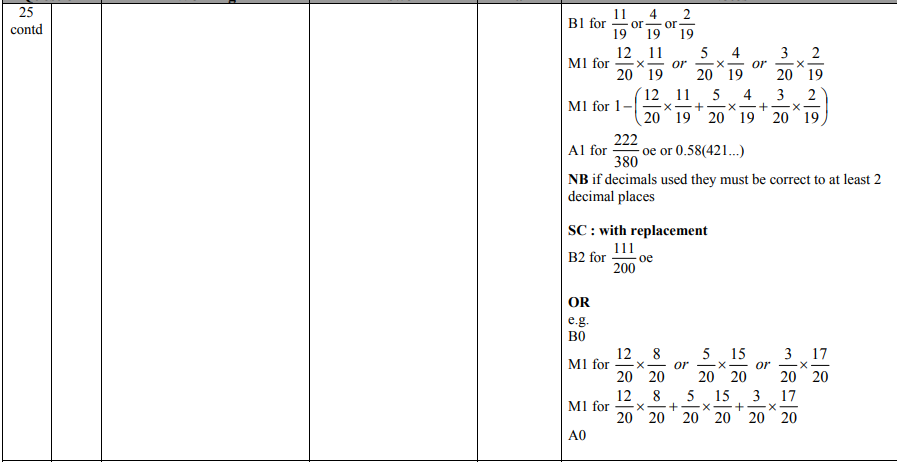 25
contd
B1 for 11/19 or 4/19 or 2/19
M1 for 12/20 × 11/19 or 5/20 × 4/19 or 3/20 × 2/19
M1 for 1 − (12/20 × 11/19 + 5/20 × 4/19 + 3/20 × 2/19)
A1 for 222/380 oe or 0.58(421...)
NB if decimals used they must be correct to at least 2
decimal places
SC : with replacement
B2 for 111/200 oe
OR
e.g.
B0
M1 for 12/20 × 8/20 or 5/20 × 15/20 or 3/20 × 17/20
M1 for 12/20 × 8/20 + 5/20 × 15/20 + 3/20 × 17/20
A0